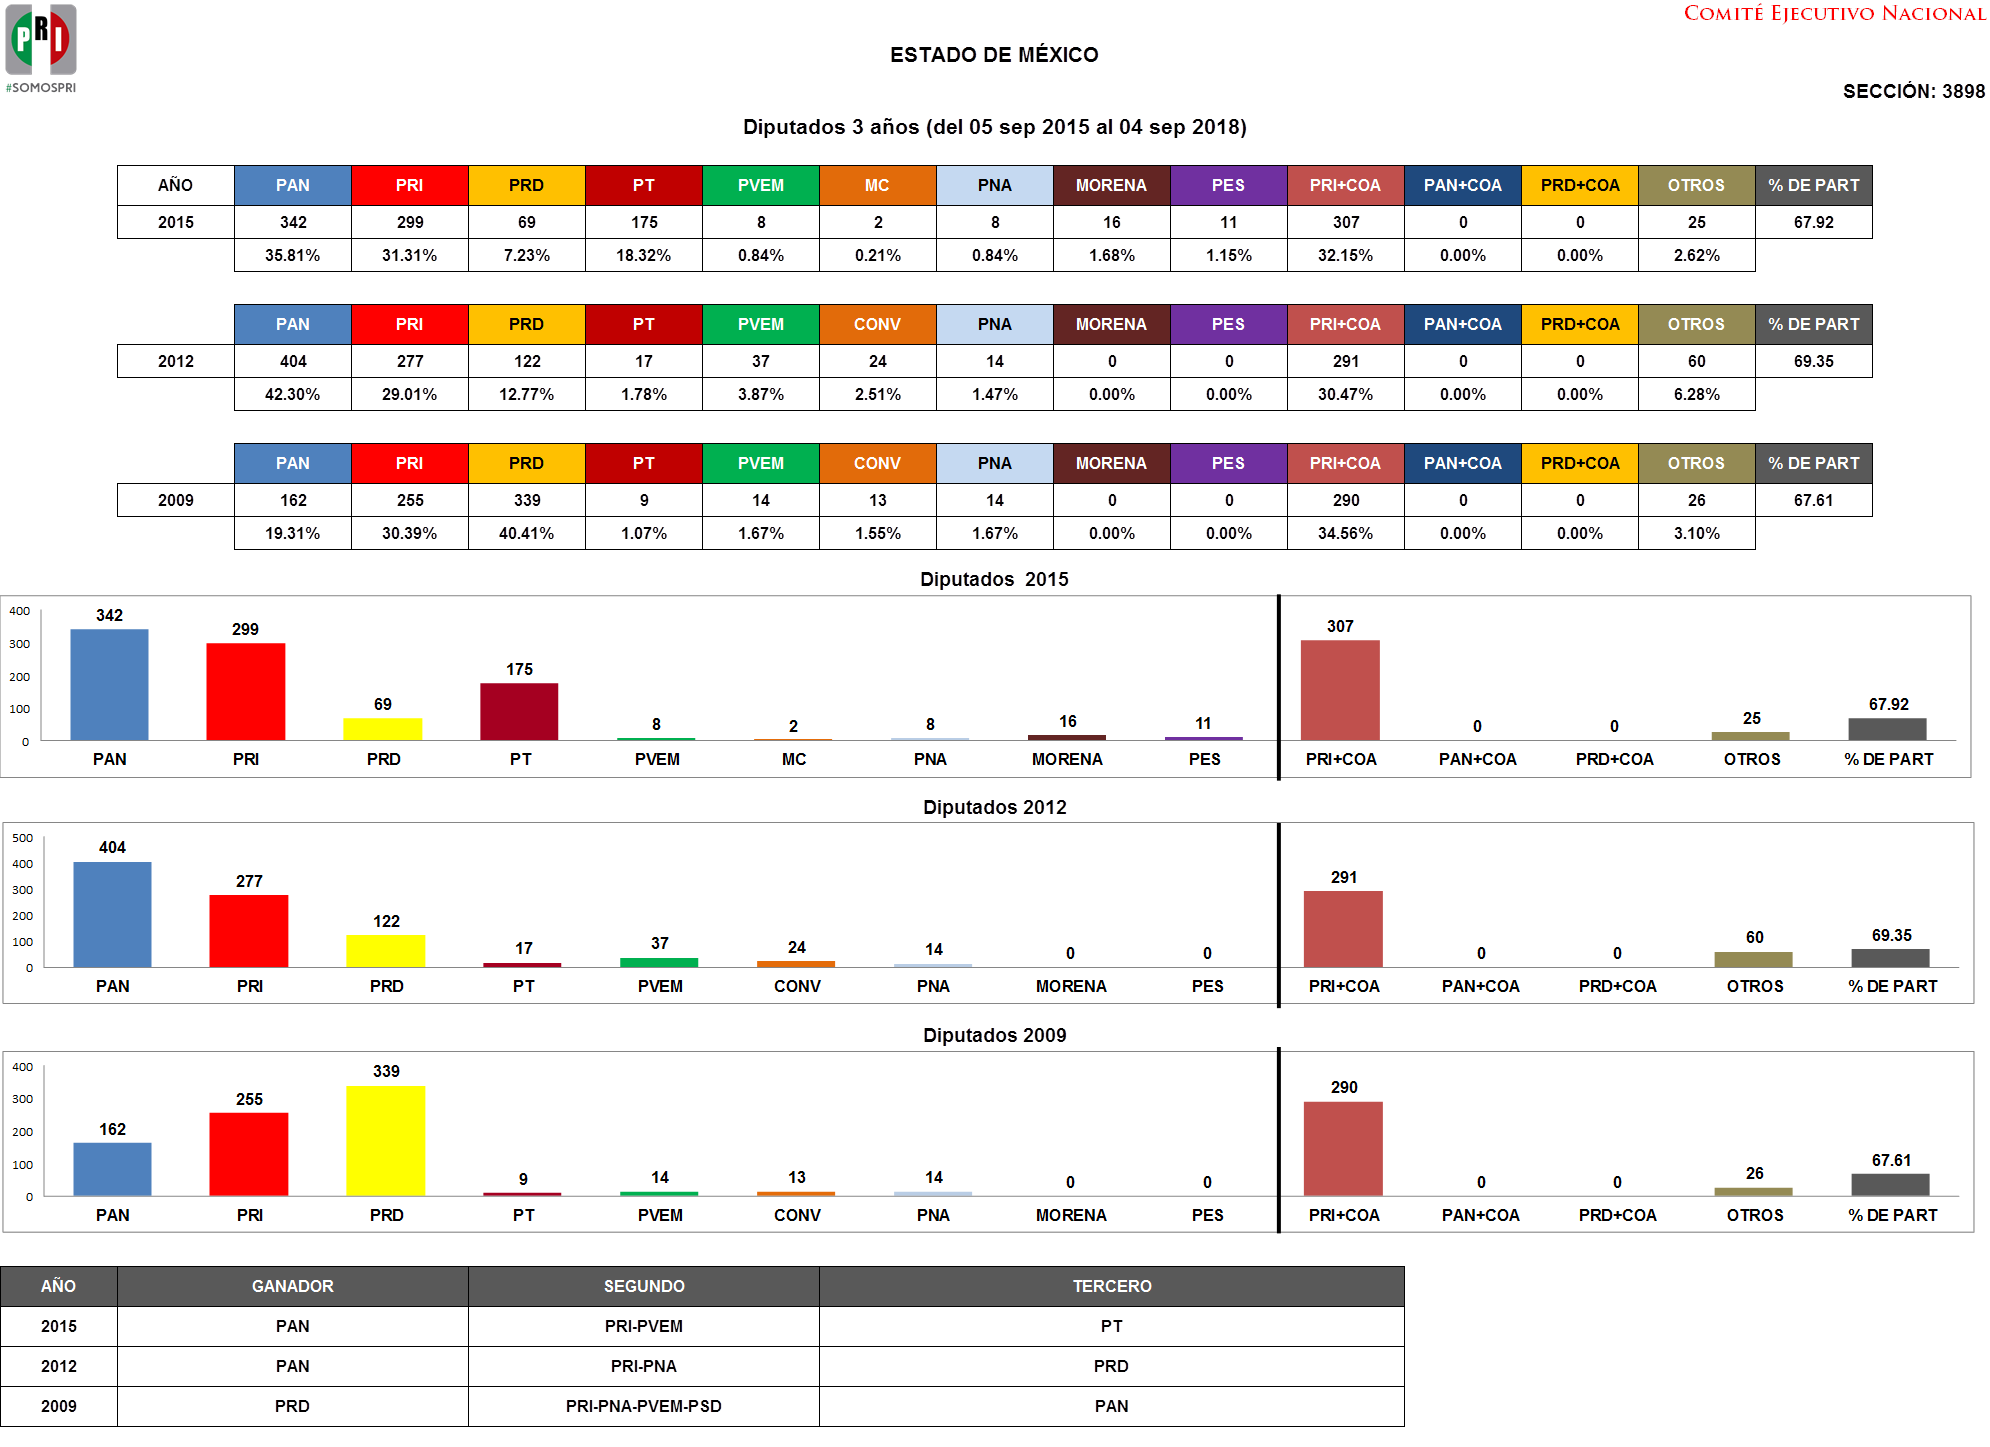 PRI
#SOMOSPRI
COMITÉ EJECUTIVO NACIONAL
ESTADO DE MÉXICO
SECCIÓN: 3898
Diputados 3 años (del 05 sep 2015 al 04 sep 2018)
AÑO PAN PRI PRD PT PVEM MC PNA MORENA PES PRI+COA PAN+COA PRD+COA OTROS % DE PART
2015 342 299 69 175 8 2 8 16 11 307 0 0 25 67.92
35.81% 31.31% 7.23% 18.32% 0.84% 0.21% 0.84% 1.68% 1.15% 32.15% 0.00% 0.00% 2.62%
PAN PRI PRD PT PVEM CONV PNA MORENA PES PRI+COA PAN+COA PRD+COA OTROS % DE PART
2012 404 277 122 17 37 24 14 0 0 291 0 0 60 69.35
42.30% 29.01% 12.77% 1.78% 3.87% 2.51% 1.47% 0.00% 0.00% 30.47% 0.00% 0.00% 6.28%
PAN PRI PRD PT PVEM CONV PNA MORENA PES PRI+COA PAN+COA PRD+COA OTROS % DE PART
2009 162 255 339 9 14 13 14 0 0 290 0 0 26 67.61
19.31% 30.39% 40.41% 1.07% 1.67% 1.55% 1.67% 0.00% 0.00% 34.56% 0.00% 0.00% 3.10%
Diputados 2015
400
300
200
100
0
342 299 69 175 8 2 8 16 11 307 0 0 25 67.92
PAN PRI PRD PT PVEM MC PNA MORENA PES PRI+COA PAN+COA PRD+COA OTROS % DE PART
Diputados 2012
500
400
300
200
100
0
404 277 122 17 37 24 14 0 0 291 0 0 60 69.35
PAN PRI PRD PT PVEM CONV PNA MORENA PES PRI+COA PAN+COA PRD+COA OTROS % DE PART
Diputados 2009
400
300
200
100
0
162 255 339 9 14 13 14 0 0 290 0 0 26 67.61
PAN PRI PRD PT PVEM CONV PNA MORENA PES PRI+COA PAN+COA PRD+COA OTROS % DE PART
AÑO GANADOR SEGUNDO TERCERO
2015 PAN PRI-PVEM PT
2012 PAN PRI-PNA PRD
2009 PRD PRI-PNA-PVEM-PSD PAN